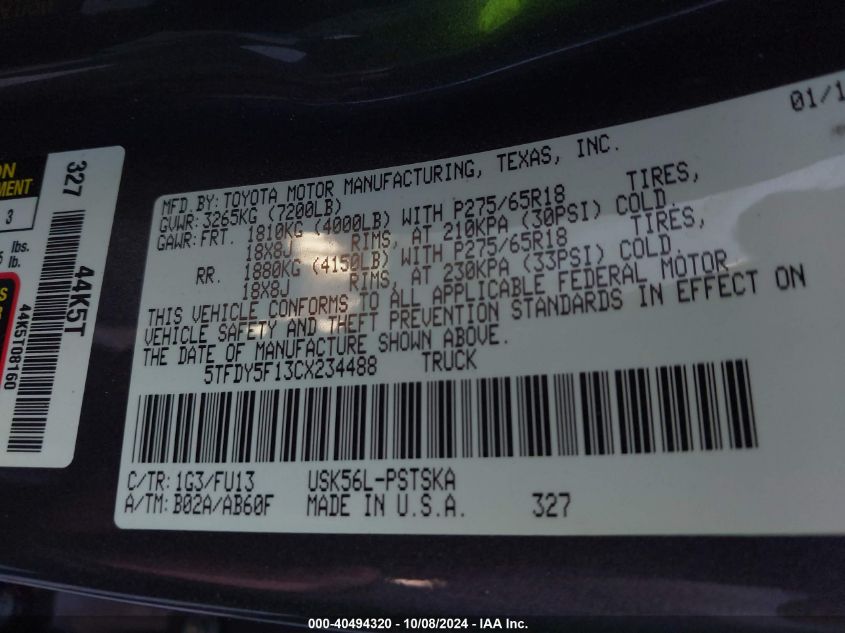 ON
MENT
3
lbs.
lb.
S
327
44K5T
44K5T08160
01/1
MFD.BY:TOYOTA MOTOR MANUFACTURING, TEXAS, INC.
GVWR:3265KG (7200LB)
GAWR:FRT. 1810KG (4000LB) WITH P275/65R18 TIRES,
18X8J RIMS, AT 210KPA (30PSI) COLD.
RR. 1880KG (4150LB) WITH P275/65R18 TIRES,
18X8J RIMS, AT 230KPA (33PSI) COLD.
THIS VEHICLE CONFORMS TO ALL APPLICABLE FEDERAL MOTOR
VEHICLE SAFETY AND THEFT PREVENTION STANDARDS IN EFFECT ON
THE DATE OF MANUFACTURE SHOWN ABOVE.
5TFDY5F13CX234488 TRUCK
C/TR:1G3/FU13 USK56L-PSTSKA
A/TM:B02A/AB60F MADE IN U.S.A. 327
000-40494320 - 10/08/2024 - IAA Inc.